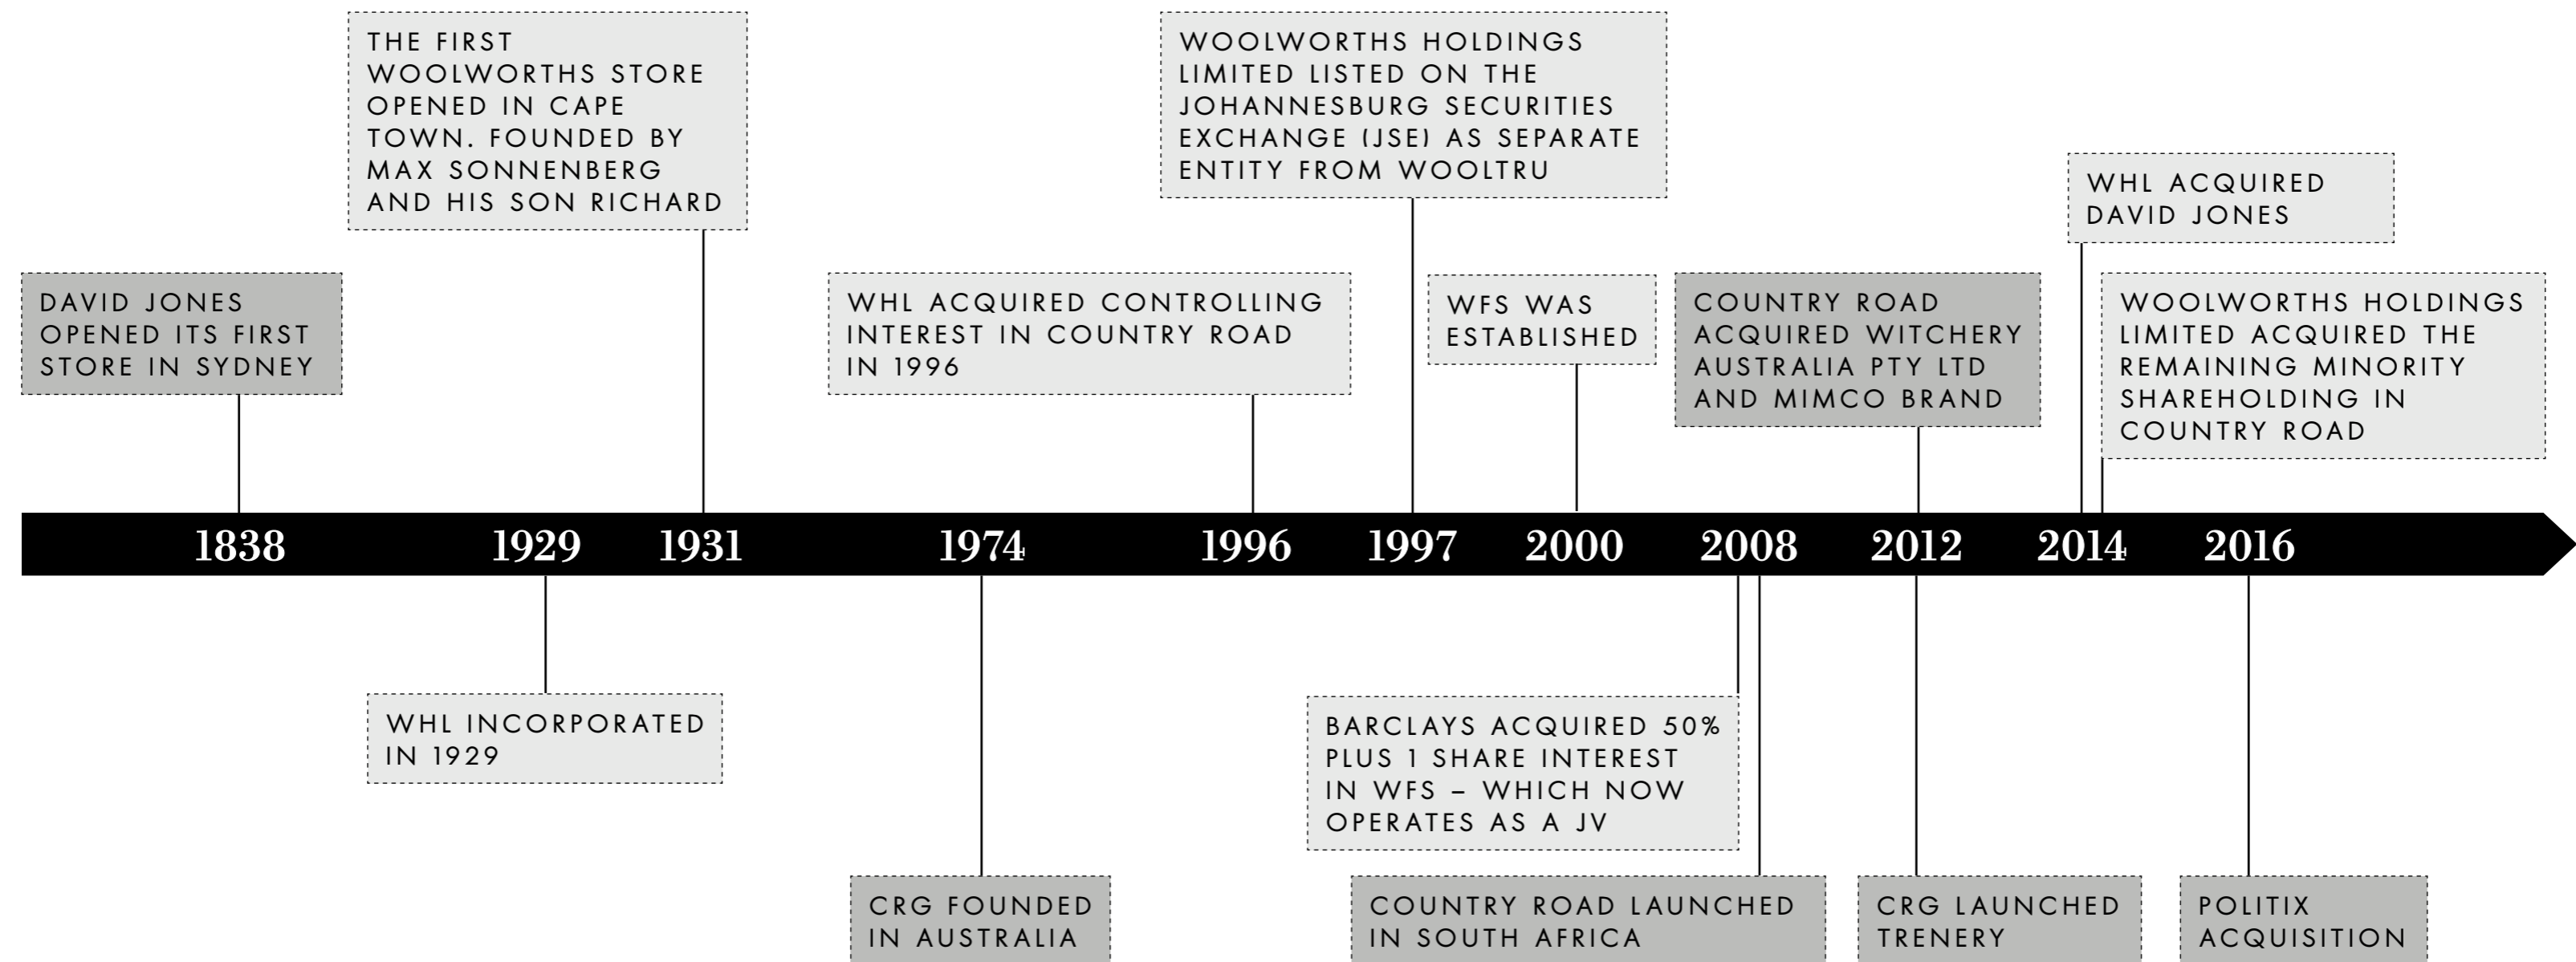 THE FIRST
WOOLWORTHS STORE
OPENED IN CAPE
TOWN. FOUNDED BY
MAX SONNENBERG
AND HIS SON RICHARD
WOOLWORTHS HOLDINGS
LIMITED LISTED ON THE
JOHANNESBURG SECURITIES
EXCHANGE (JSE) AS SEPARATE
ENTITY FROM WOOLTRU
WHL ACQUIRED
DAVID JONES
DAVID JONES
OPENED ITS FIRST
STORE IN SYDNEY
WHL ACQUIRED CONTROLLING
INTEREST IN COUNTRY ROAD
IN 1996
WFS WAS
ESTABLISHED
COUNTRY ROAD
ACQUIRED WITCHERY
AUSTRALIA PTY LTD
AND MIMCO BRAND
WOOLWORTHS HOLDINGS
LIMITED ACQUIRED THE
REMAINING MINORITY
SHAREHOLDING IN
COUNTRY ROAD
1838 1929 1931 1974 1996 1997 2000 2008 2012 2014 2016
WHL INCORPORATED
IN 1929
BARCLAYS ACQUIRED 50%
PLUS 1 SHARE INTEREST
IN WFS – WHICH NOW
OPERATES AS A JV
CRG FOUNDED
IN AUSTRALIA
COUNTRY ROAD LAUNCHED
IN SOUTH AFRICA
CRG LAUNCHED
TRENERY
POLITIX
ACQUISITION